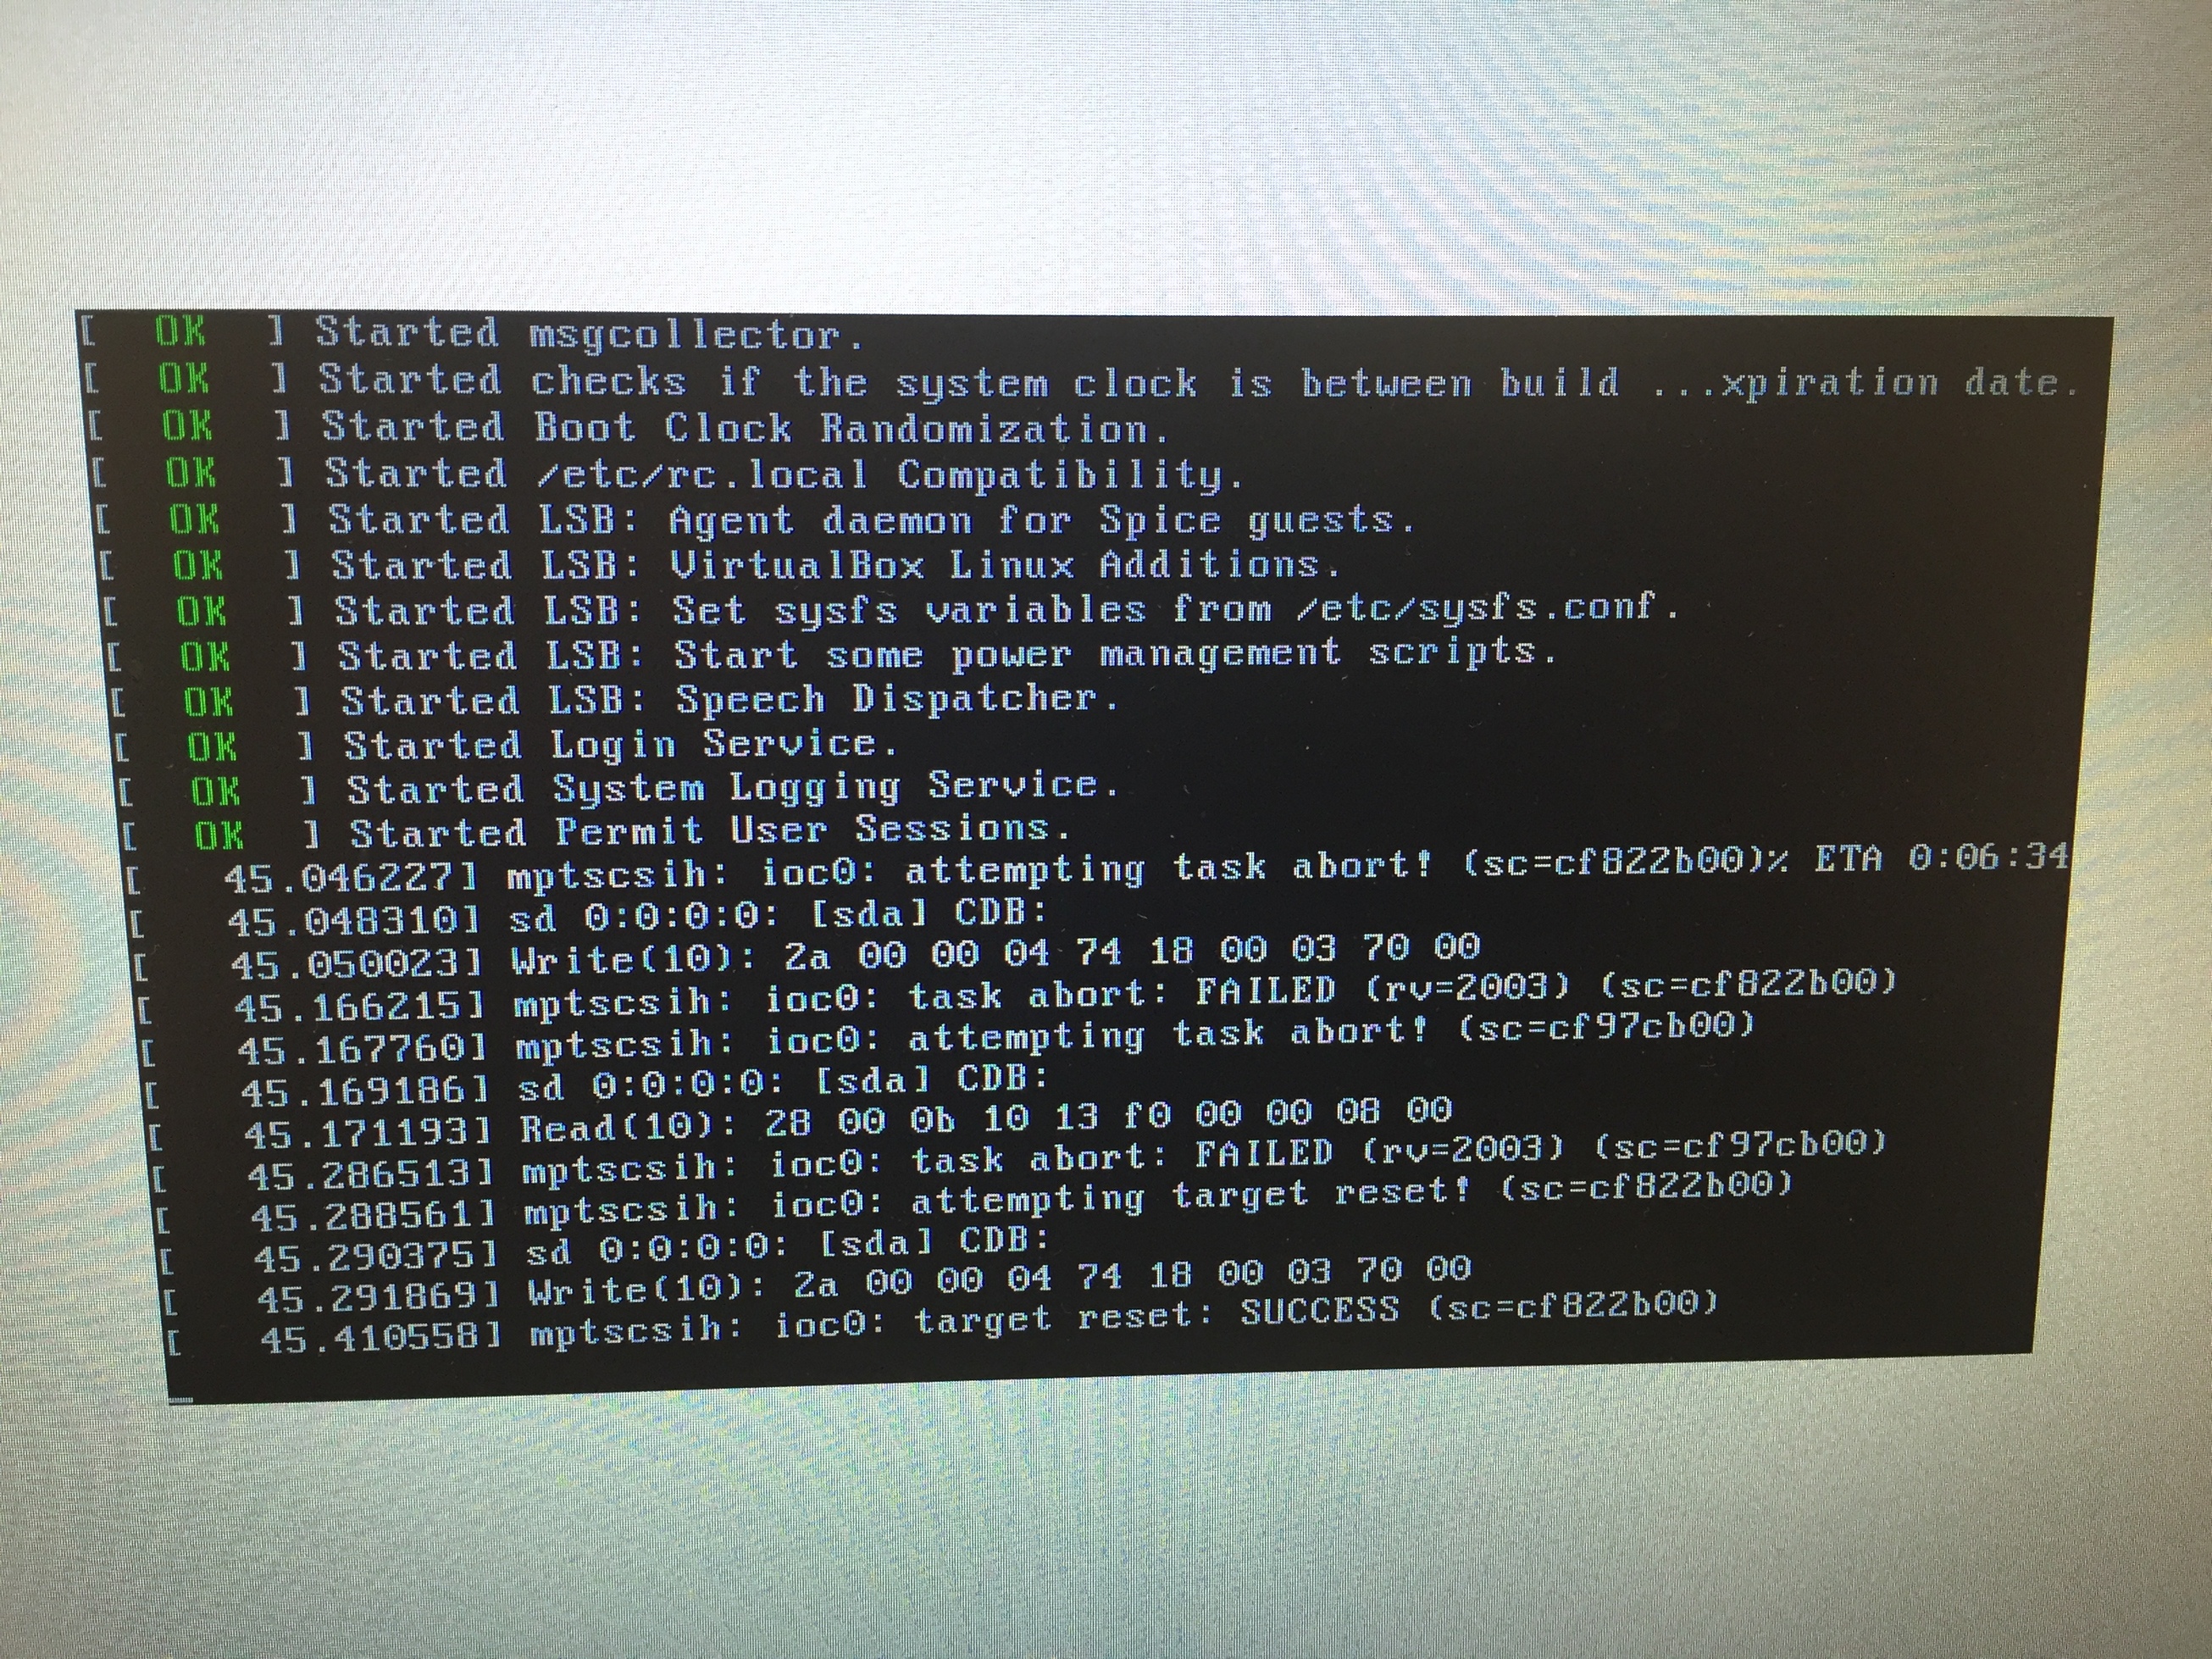 [  OK  ] Started msgcollector.
[  OK  ] Started checks if the system clock is between build ...xpiration date.
[  OK  ] Started Boot Clock Randomization.
[  OK  ] Started /etc/rc.local Compatibility.
[  OK  ] Started LSB: Agent daemon for Spice guests.
[  OK  ] Started LSB: VirtualBox Linux Additions.
[  OK  ] Started LSB: Set sysfs variables from /etc/sysfs.conf.
[  OK  ] Started LSB: Start some power management scripts.
[  OK  ] Started LSB: Speech Dispatcher.
[  OK  ] Started Login Service.
[  OK  ] Started System Logging Service.
[  OK  ] Started Permit User Sessions.
[   45.046227] mptscsih: ioc0: attempting task abort! (sc=cf822b00)% ETA 0:06:34
[   45.048310] sd 0:0:0:0: [sda] CDB:
[   45.050023] Write(10): 2a 00 00 04 74 18 00 03 70 00
[   45.166215] mptscsih: ioc0: task abort: FAILED (rv=2003) (sc=cf822b00)
[   45.167760] mptscsih: ioc0: attempting task abort! (sc=cf97cb00)
[   45.169186] sd 0:0:0:0: [sda] CDB:
[   45.171193] Read(10): 28 00 0b 10 13 f0 00 00 08 00
[   45.286513] mptscsih: ioc0: task abort: FAILED (rv=2003) (sc=cf97cb00)
[   45.288561] mptscsih: ioc0: attempting target reset! (sc=cf822b00)
[   45.290375] sd 0:0:0:0: [sda] CDB:
[   45.291869] Write(10): 2a 00 00 04 74 18 00 03 70 00
[   45.410558] mptscsih: ioc0: target reset: SUCCESS (sc=cf822b00)